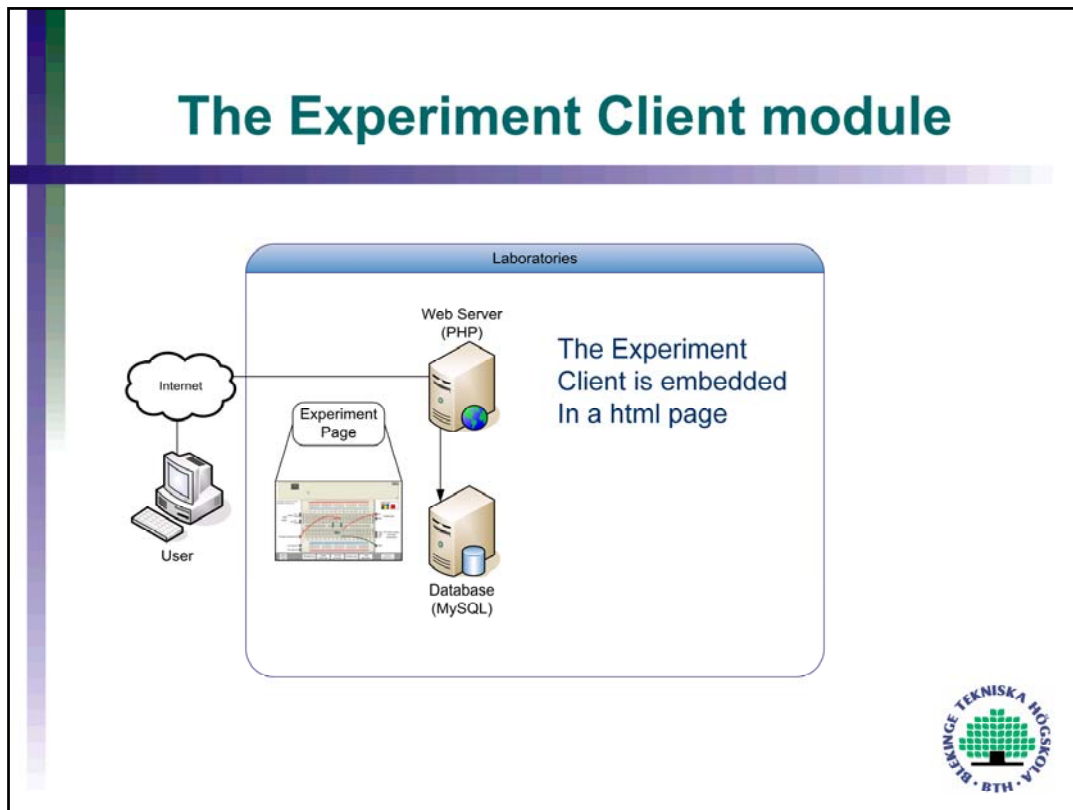 The Experiment Client module
Laboratories
Web Server
(PHP)
The Experiment
Client is embedded
In a html page
Internet
Experiment
Page
User
Database
(MySQL)
BLEKINGE TEKNISKA HÖGSKOLA
· BTH ·